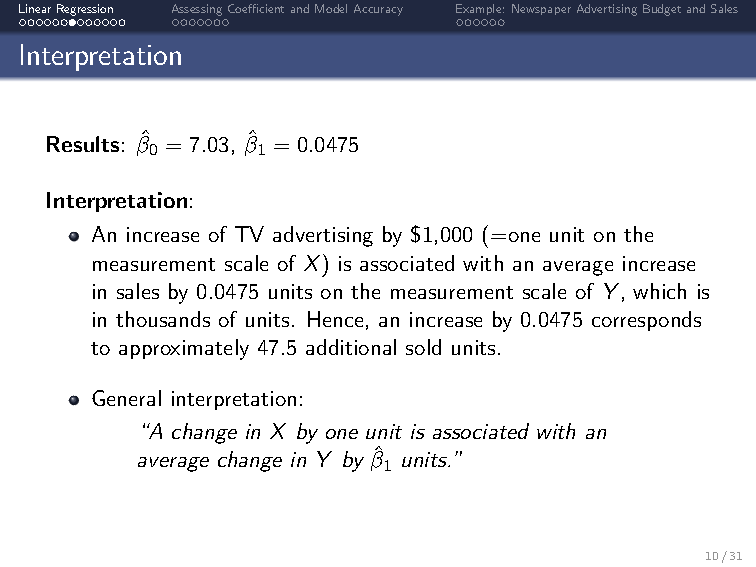 Linear Regression Assessing Coefficient and Model Accuracy Example: Newspaper Advertising Budget and Sales
Interpretation
Results: β̂₀ = 7.03, β̂₁ = 0.0475
Interpretation:
An increase of TV advertising by $1,000 (=one unit on the
measurement scale of X) is associated with an average increase
in sales by 0.0475 units on the measurement scale of Y, which is
in thousands of units. Hence, an increase by 0.0475 corresponds
to approximately 47.5 additional sold units.
General interpretation:
“A change in X by one unit is associated with an
average change in Y by β̂₁ units.”
10 / 31